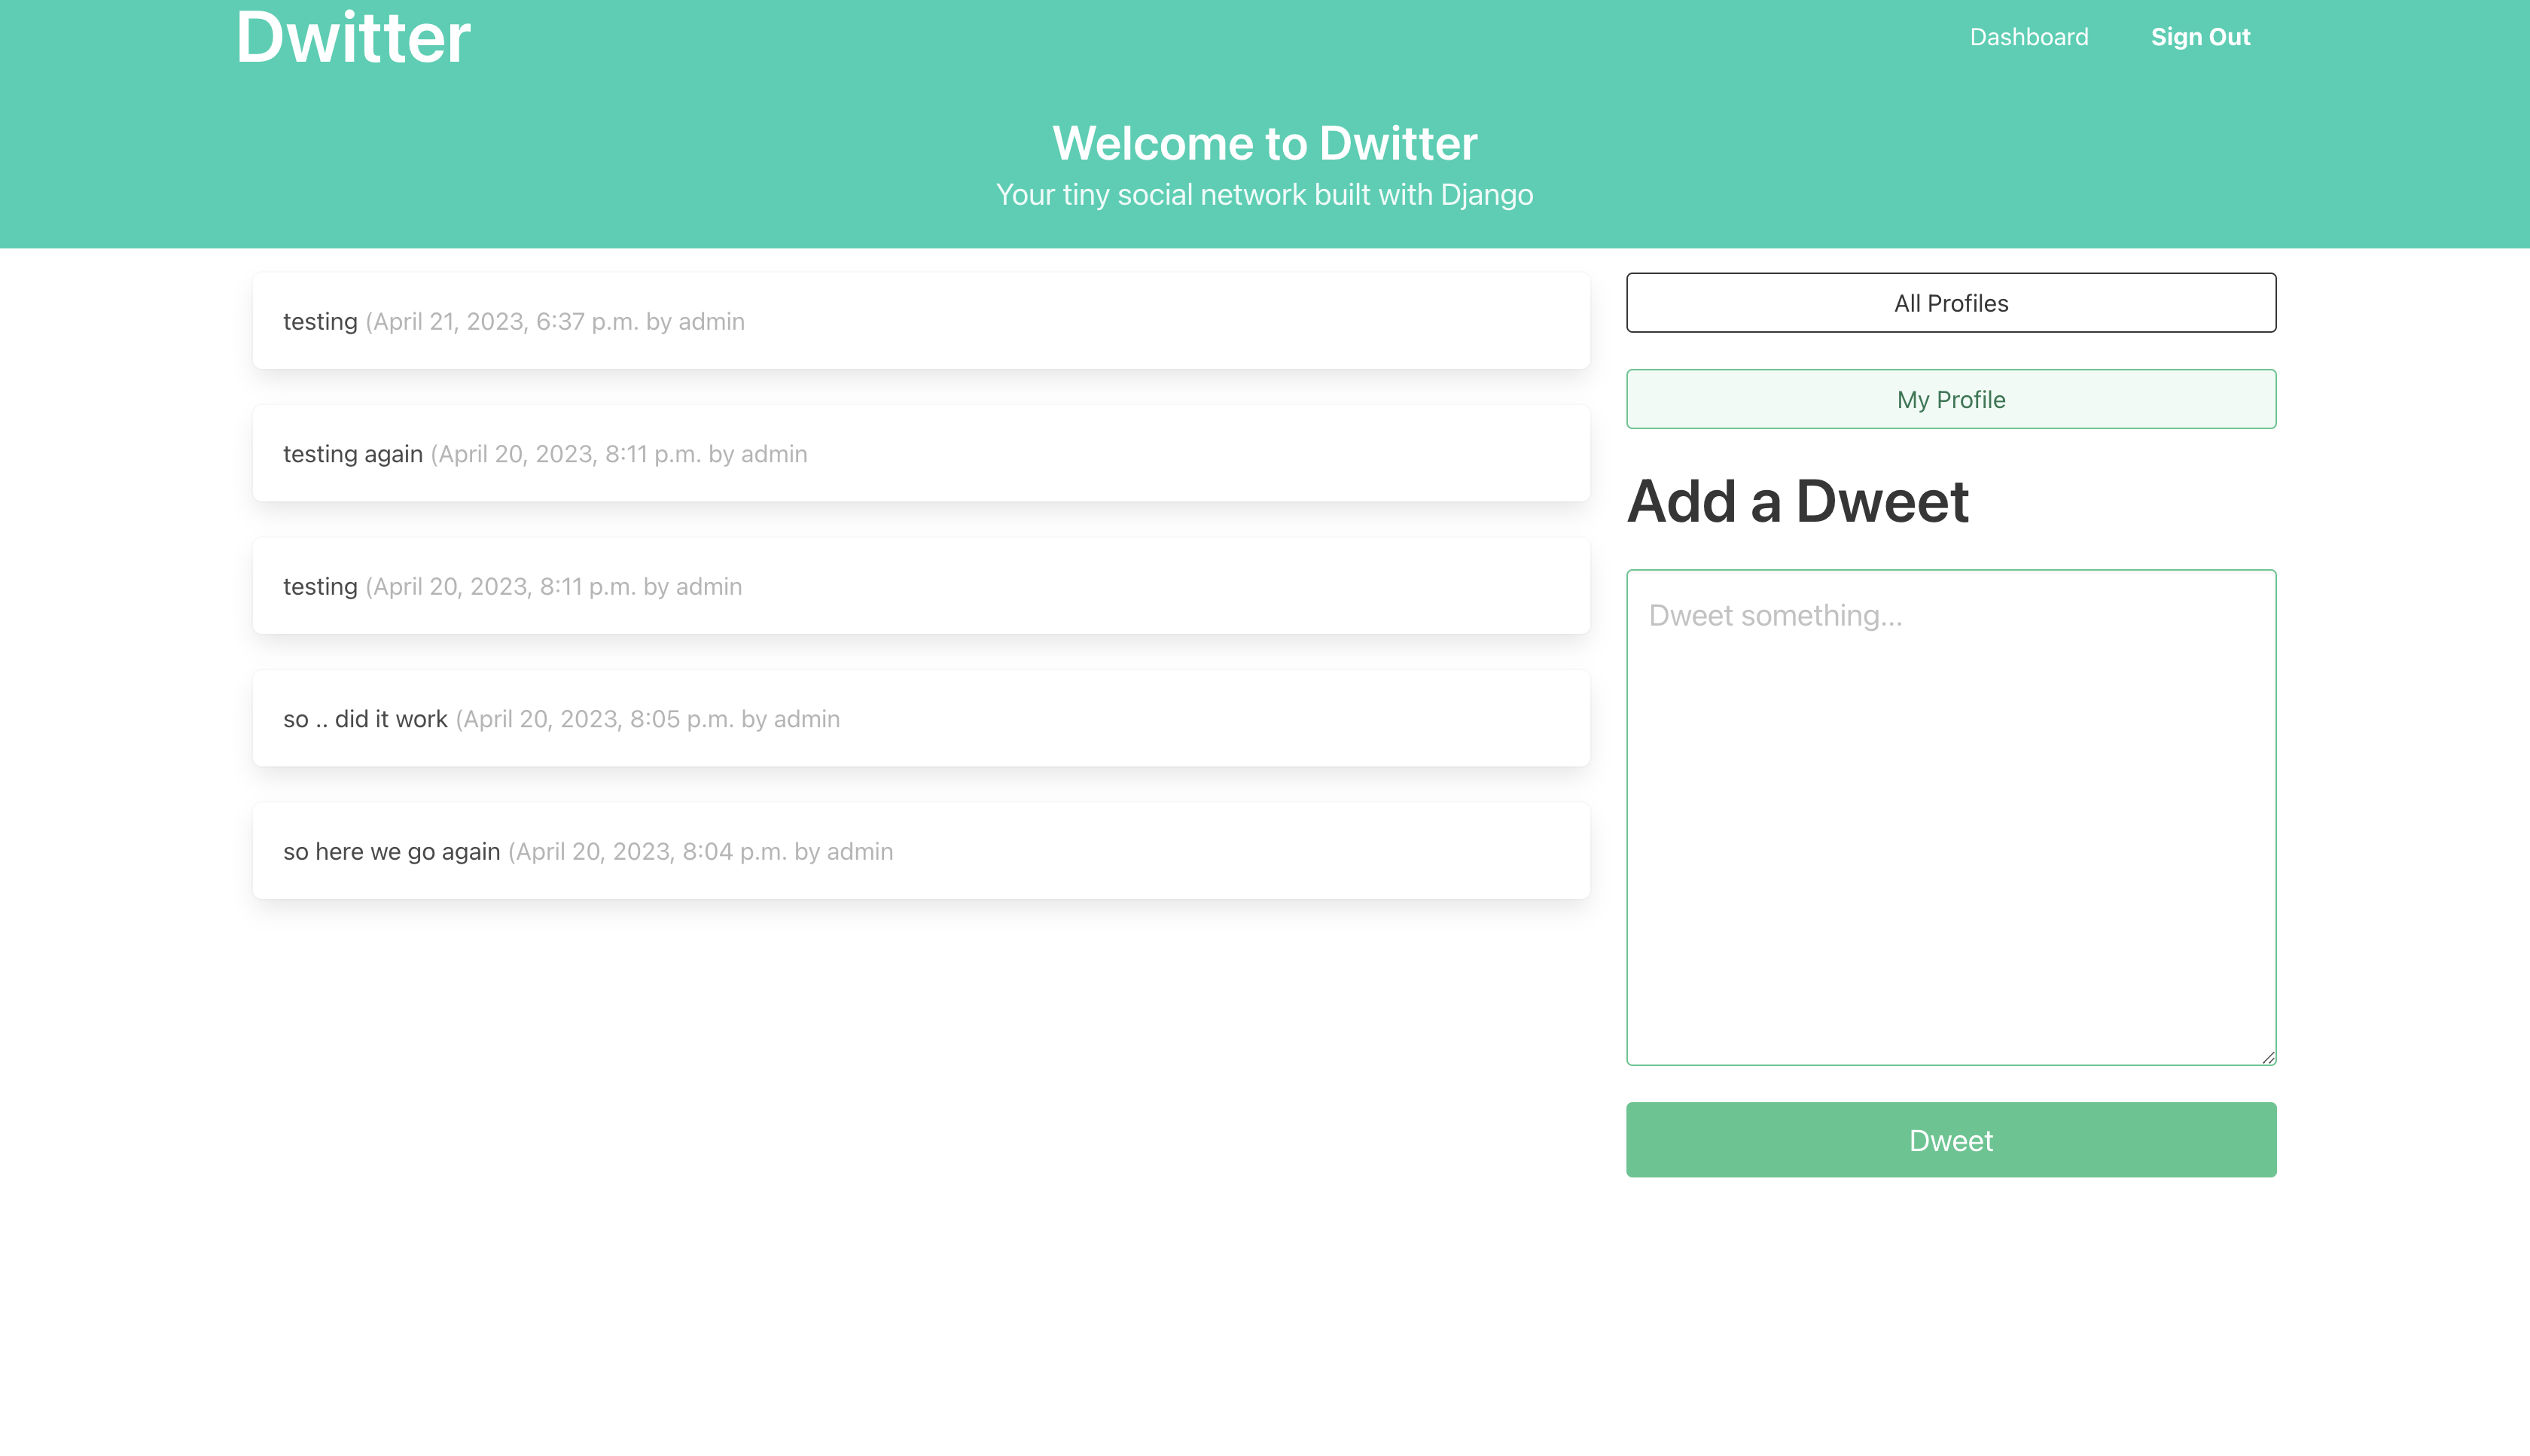 Dwitter
Dashboard
Sign Out
Welcome to Dwitter
Your tiny social network built with Django
testing (April 21, 2023, 6:37 p.m. by admin
testing again (April 20, 2023, 8:11 p.m. by admin
testing (April 20, 2023, 8:11 p.m. by admin
so .. did it work (April 20, 2023, 8:05 p.m. by admin
so here we go again (April 20, 2023, 8:04 p.m. by admin
All Profiles
My Profile
Add a Dweet
Dweet something...
Dweet